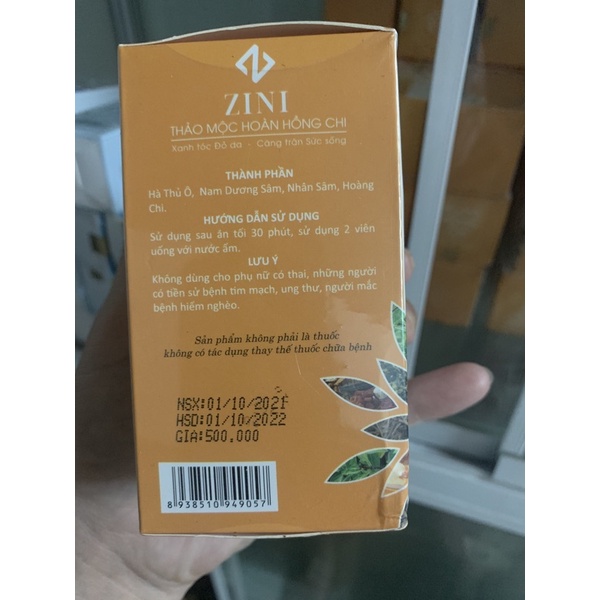 ZINI
THẢO MỘC HOÀN HỒNG CHI
Xanh tóc Đỏ da - Căng tràn Sức sống
THÀNH PHẦN
Hà Thủ Ô, Nam Dương Sâm, Nhân Sâm, Hoàng
Chi.
HƯỚNG DẪN SỬ DỤNG
Sử dụng sau ăn tối 30 phút, sử dụng 2 viên
uống với nước ấm.
LƯU Ý
Không dùng cho phụ nữ có thai, những người
có tiền sử bệnh tim mạch, ung thư, người mắc
bệnh hiểm nghèo.
Sản phẩm không phải là thuốc
không có tác dụng thay thế thuốc chữa bệnh
NSX:01/10/2021
HSD:01/10/2022
GIA:500,000
8 938510 949057